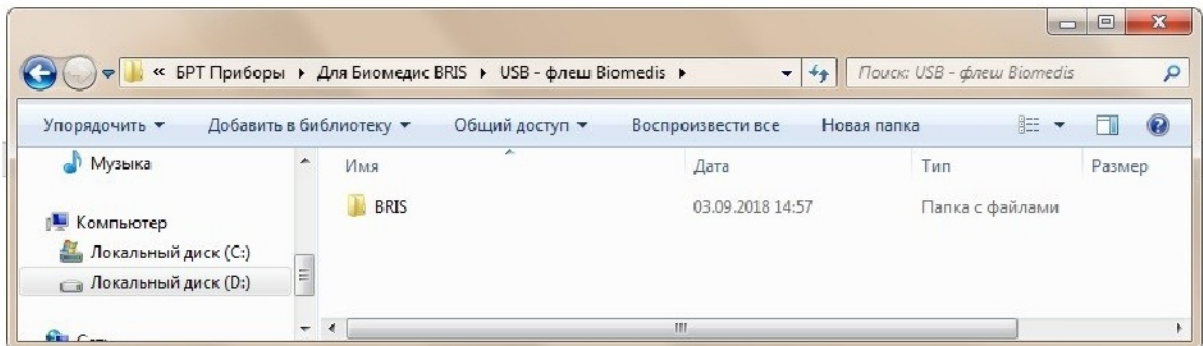 « БРТ Приборы ▸ Для Биомедис BRIS ▸ USB - флеш Biomedis ▸ Поиск: USB - флеш Biomedis
Упорядочить Добавить в библиотеку Общий доступ Воспроизвести все Новая папка
Музыка Имя Дата Тип Размер
BRIS 03.09.2018 14:57 Папка с файлами
Компьютер
Локальный диск (C:)
Локальный диск (D:)